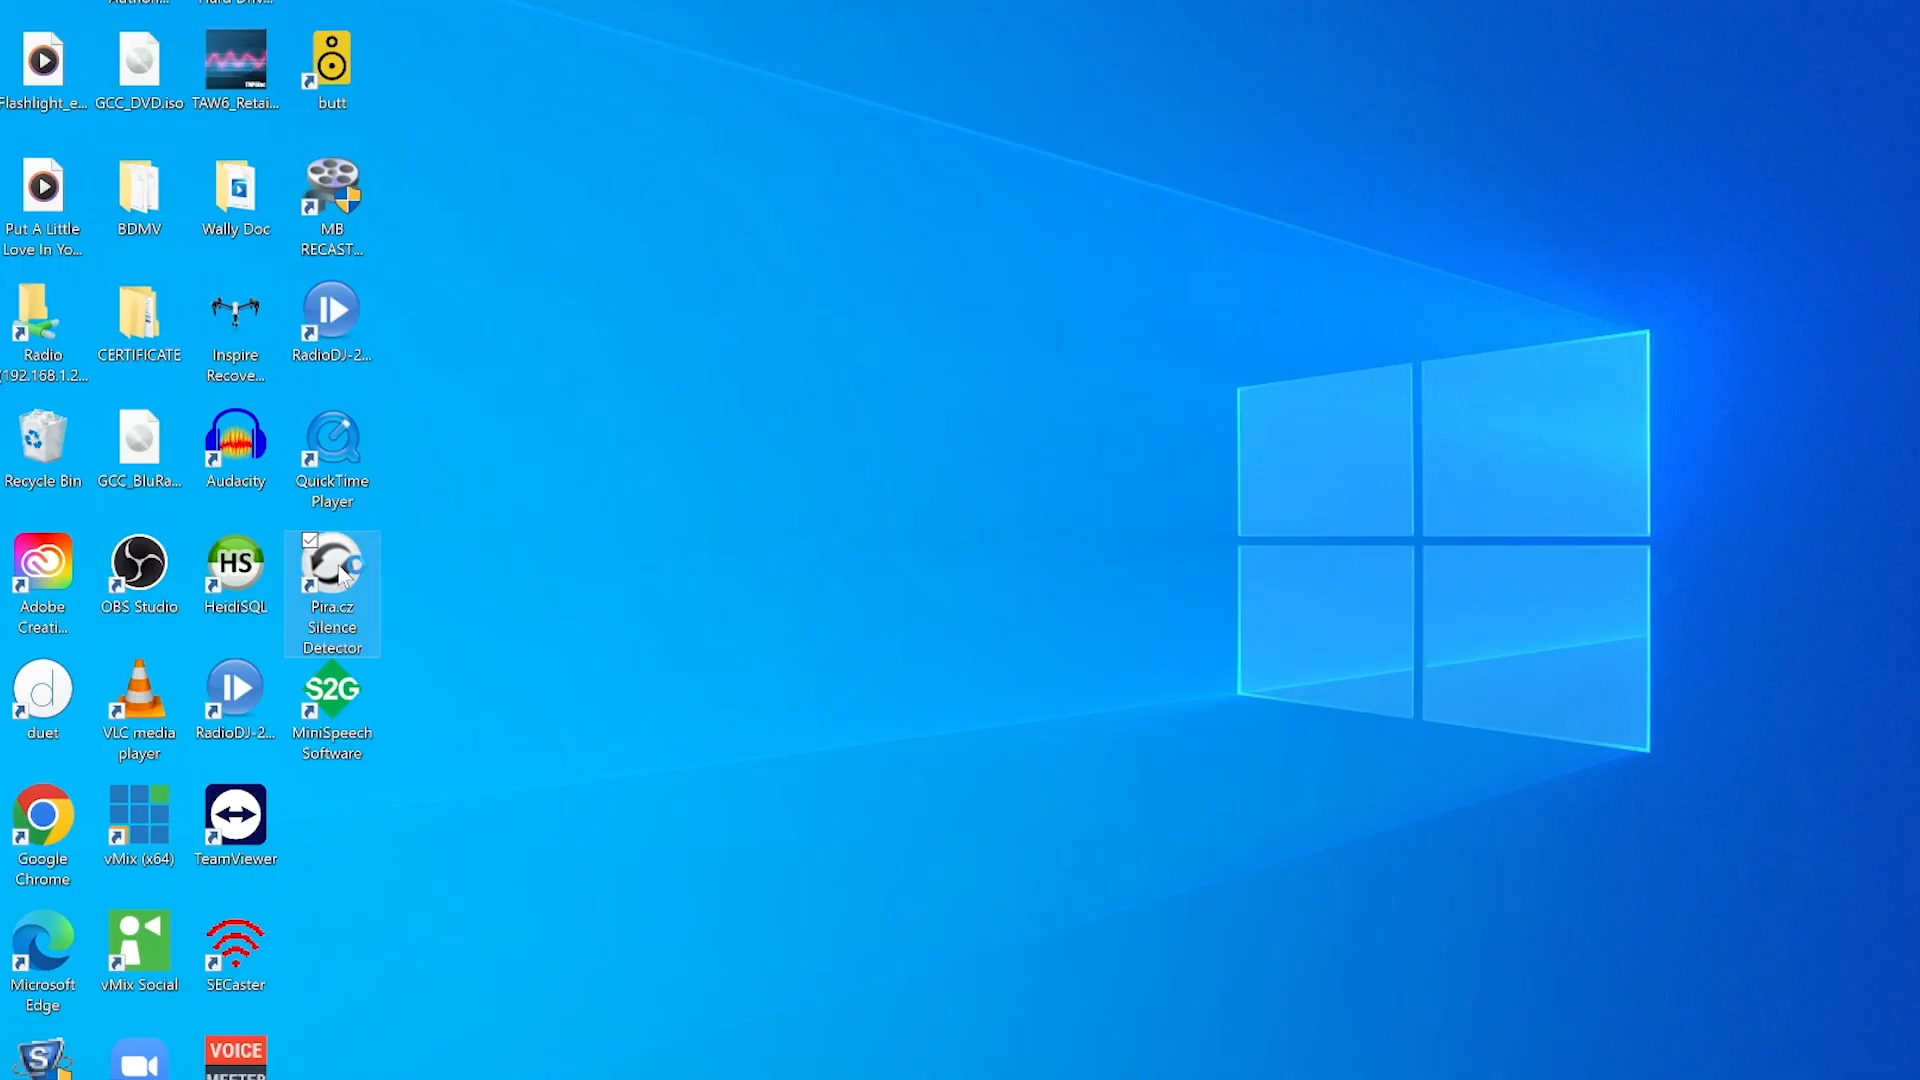 Flashlight_e...
GCC_DVD.iso
TAW6_Retai...
butt
Put A Little
Love In Yo...
BDMV
Wally Doc
MB
RECAST...
Radio
(192.168.1.2...
CERTIFICATE
Inspire
Recove...
RadioDJ-2...
Recycle Bin
GCC_BluRa...
Audacity
QuickTime
Player
Adobe
Creati...
OBS Studio
HS
HeidiSQL
Pira.cz
Silence
Detector
d
duet
VLC media
player
RadioDJ-2...
S2G
MiniSpeech
Software
Google
Chrome
vMix (x64)
TeamViewer
Microsoft
Edge
vMix Social
SECaster
S
VOICE
MEETER